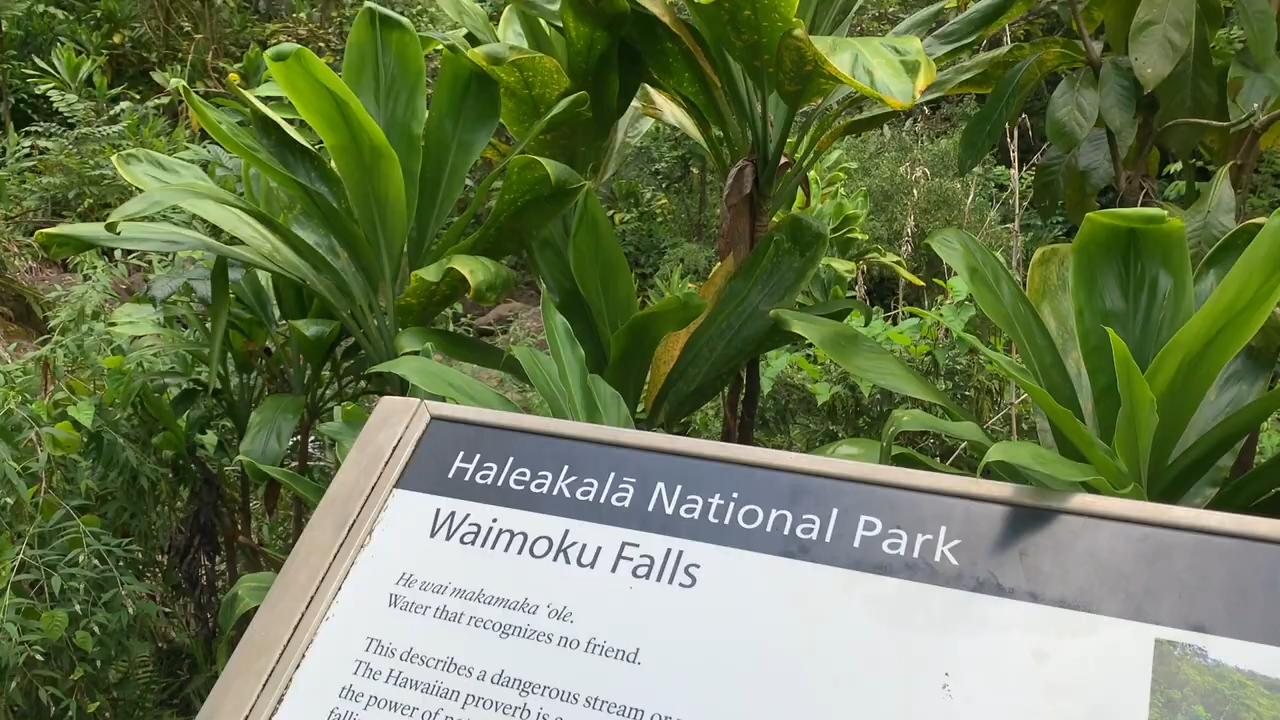 Haleakalā National Park
Waimoku Falls
He wai makamaka ʻole.
Water that recognizes no friend.
This describes a dangerous stream or
The Hawaiian proverb is
the power of